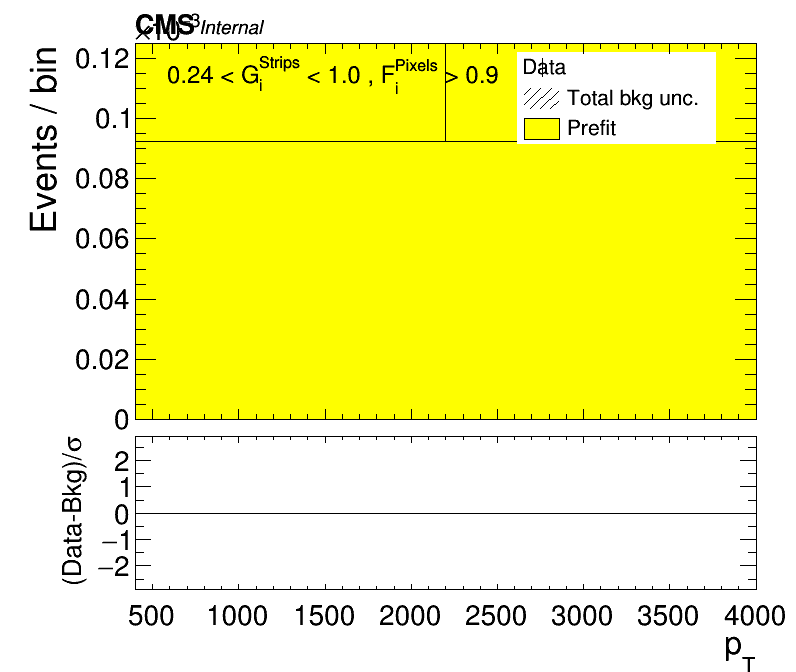 CMS Internal
×10⁻³
0.24 < G_i^Strips < 1.0 , F_i^Pixels > 0.9
Data
Total bkg unc.
Prefit
Events / bin
0.12
0.1
0.08
0.06
0.04
0.02
0
(Data-Bkg)/σ
2
1
0
−1
−2
500 1000 1500 2000 2500 3000 3500 4000
p_T